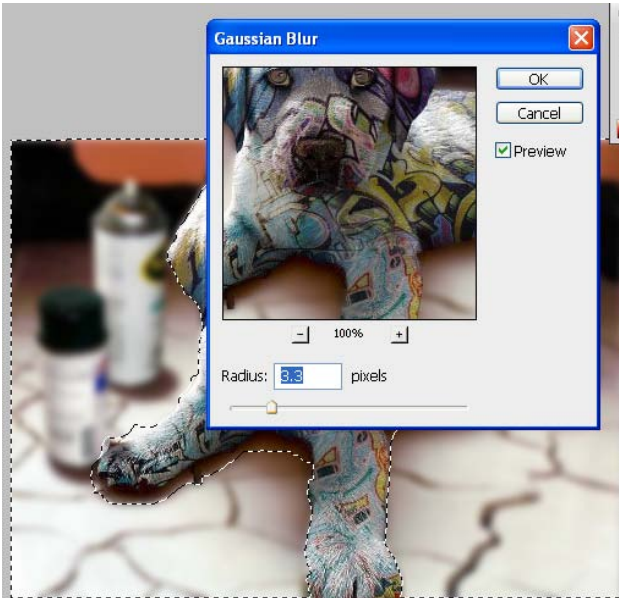 Gaussian Blur
OK
Cancel
Preview
- 100% +
Radius: 3.3 pixels